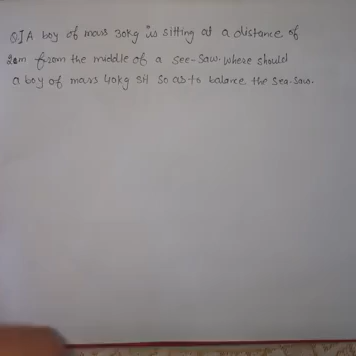 Q] A boy of mass 30kg is sitting at a distance of
2cm from the middle of a see-saw. where should
a boy of mass 40kg sit so as to balance the sea-saw.